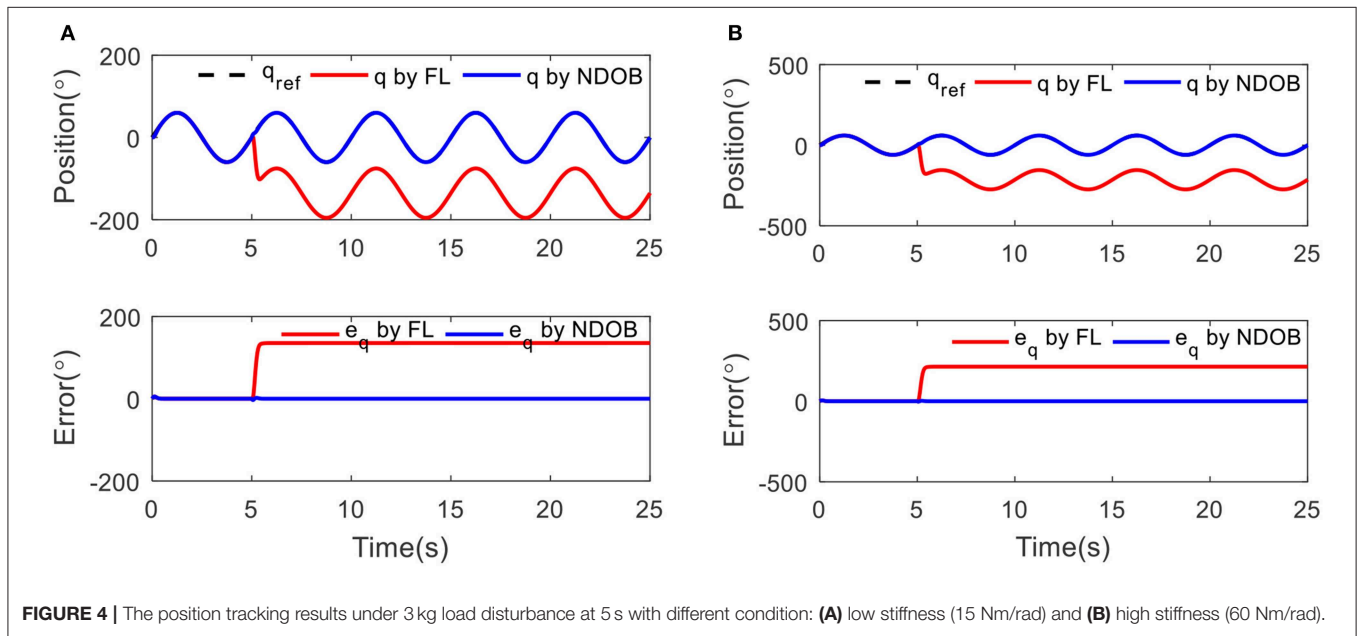 A
200
q_ref q by FL q by NDOB
Position(°)
0
-200
0 5 10 15 20 25
200
e_q by FL e_q by NDOB
Error(°)
0
-200
0 5 10 15 20 25
Time(s)
B
500
q_ref q by FL q by NDOB
Position(°)
0
-500
0 5 10 15 20 25
500
e_q by FL e_q by NDOB
Error(°)
0
-500
0 5 10 15 20 25
Time(s)
FIGURE 4 | The position tracking results under 3 kg load disturbance at 5 s with different condition: (A) low stiffness (15 Nm/rad) and (B) high stiffness (60 Nm/rad).